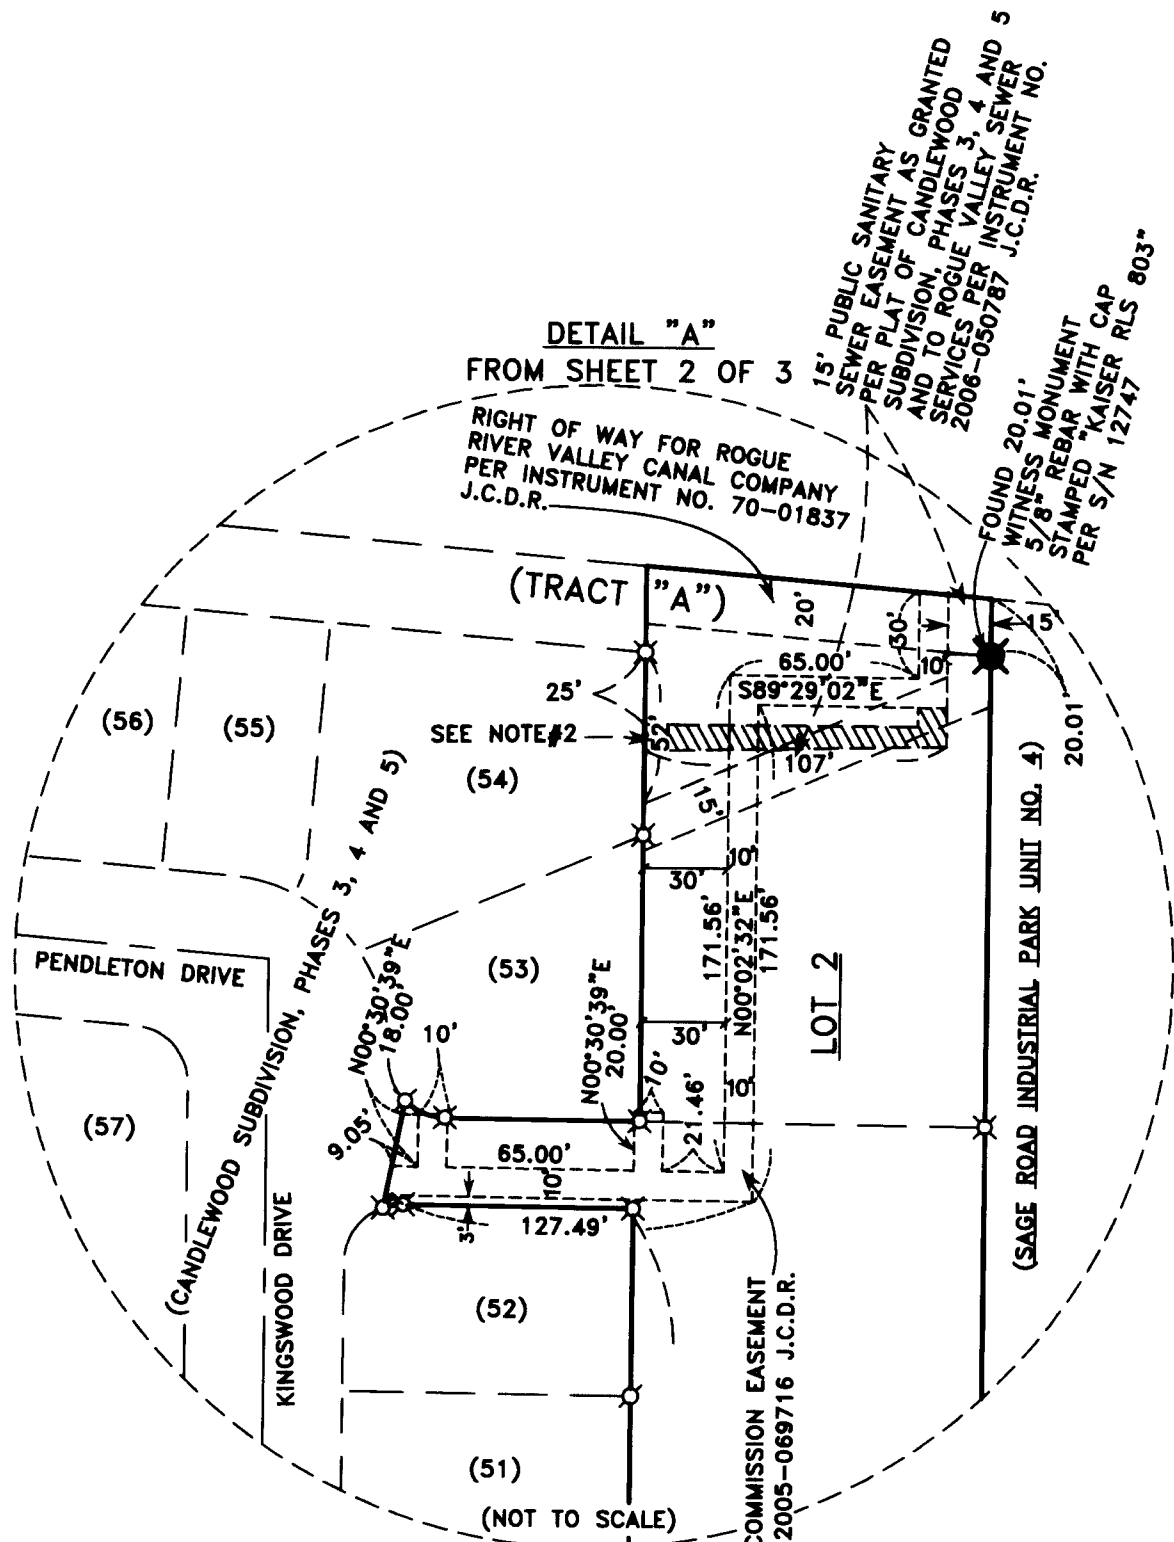 15' PUBLIC SANITARY
SEWER EASEMENT AS GRANTED
PER PLAT OF CANDLEWOOD
SUBDIVISION, PHASES 3, 4 AND 5
AND TO ROGUE VALLEY SEWER
SERVICES PER INSTRUMENT NO.
2006-050787 J.C.D.R.
DETAIL "A"
FROM SHEET 2 OF 3
FOUND 20.01'
WITNESS MONUMENT
5/8" REBAR WITH CAP
STAMPED "KAISER RLS 803"
PER S/N 12747
RIGHT OF WAY FOR ROGUE
RIVER VALLEY CANAL COMPANY
PER INSTRUMENT NO. 70-01837
J.C.D.R.
(TRACT "A")
20'
30'
15
65.00'
10'
S89°29'02"E
25'
20.01'
(56)
(55)
SEE NOTE#2
52'
107'
(54)
15'
10'
30'
171.56'
N00°02'32"E
171.56'
(CANDLEWOOD SUBDIVISION, PHASES 3, 4 AND 5)
PENDLETON DRIVE
(53)
LOT 2
(SAGE ROAD INDUSTRIAL PARK UNIT NO. 4)
N00°30'39"E
18.00'
10'
N00°30'39"E
20.00'
30'
10'
10'
21.46'
(57)
9.05'
65.00'
10'
3'
127.49'
KINGSWOOD DRIVE
(52)
COMMISSION EASEMENT
2005-069716 J.C.D.R.
(51)
(NOT TO SCALE)